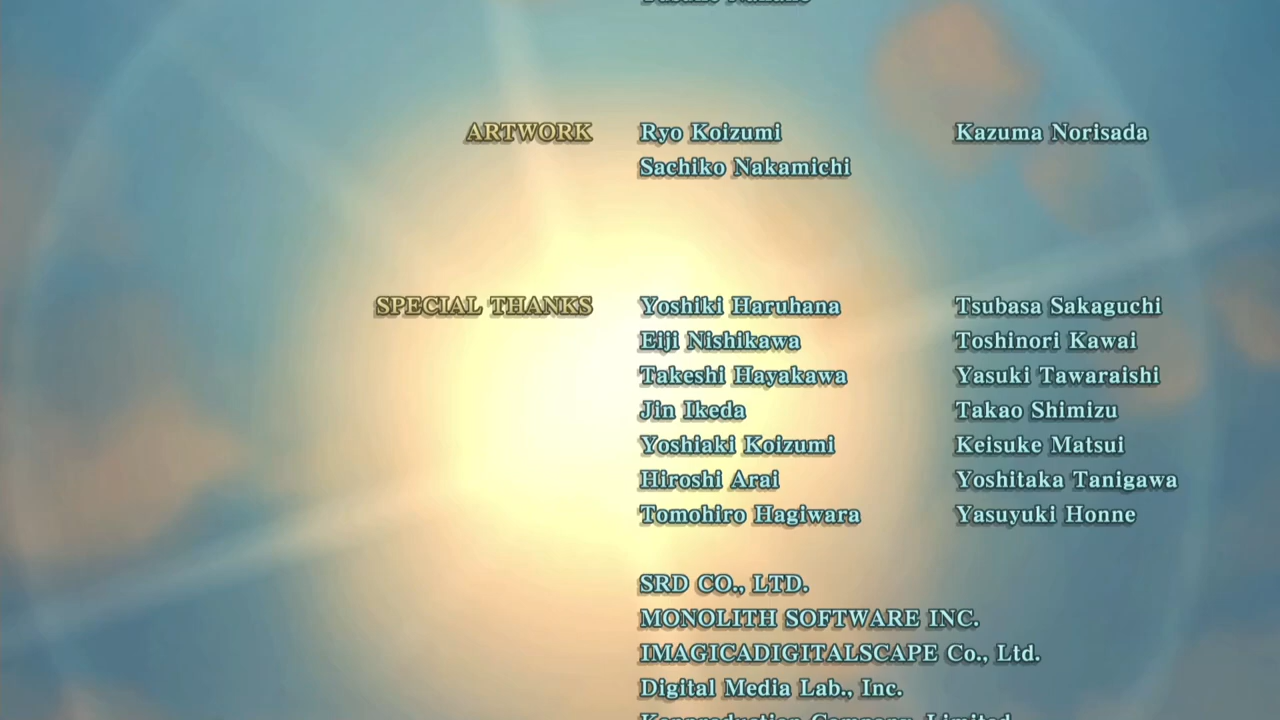 ARTWORK Ryo Koizumi Kazuma Norisada
Sachiko Nakamichi
SPECIAL THANKS Yoshiki Haruhana Tsubasa Sakaguchi
Eiji Nishikawa Toshinori Kawai
Takeshi Hayakawa Yasuki Tawaraishi
Jin Ikeda Takao Shimizu
Yoshiaki Koizumi Keisuke Matsui
Hiroshi Arai Yoshitaka Tanigawa
Tomohiro Hagiwara Yasuyuki Honne
SRD CO., LTD.
MONOLITH SOFTWARE INC.
IMAGICADIGITALSCAPE Co., Ltd.
Digital Media Lab., Inc.
Company, Limited